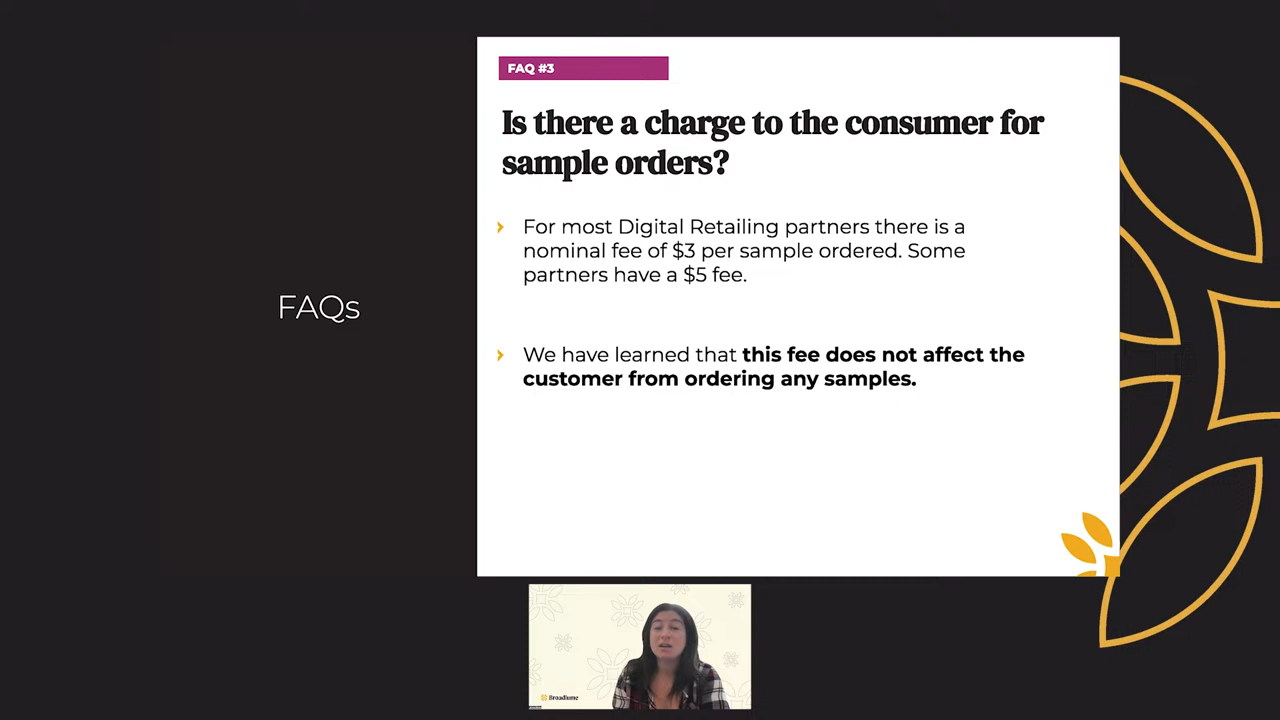 FAQ #3
Is there a charge to the consumer for
sample orders?
For most Digital Retailing partners there is a
nominal fee of $3 per sample ordered. Some
partners have a $5 fee.
FAQs
We have learned that this fee does not affect the
customer from ordering any samples.
Broadlume